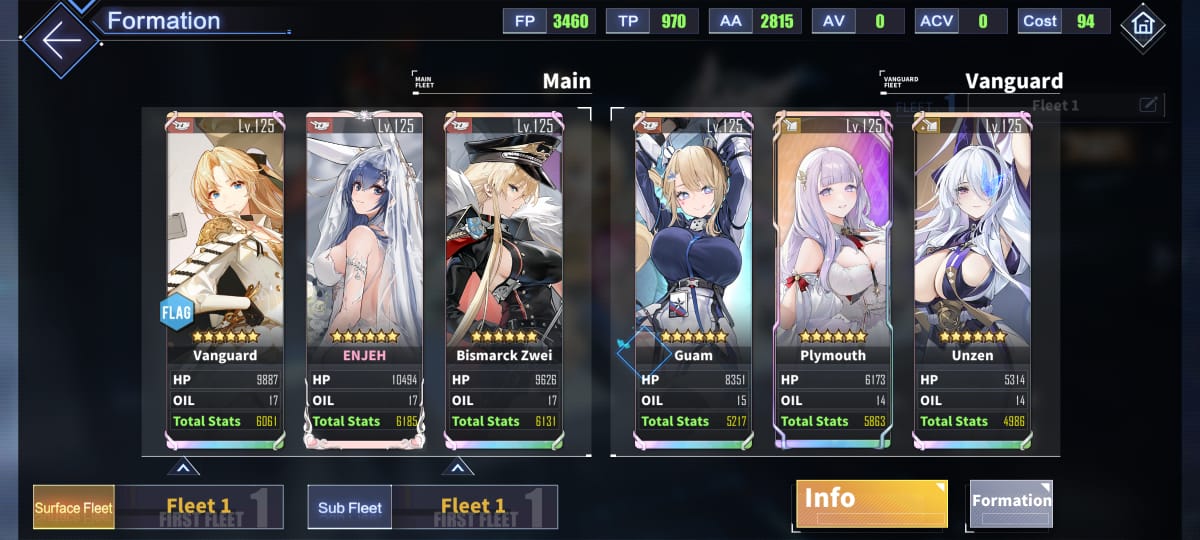 Formation
FP 3460 TP 970 AA 2815 AV 0 ACV 0 Cost 94
MAIN FLEET Main
VANGUARD FLEET Vanguard
FLEET 1 Fleet 1
Lv.125 Lv.125 Lv.125 Lv.125 Lv.125 Lv.125
FLAG
Vanguard ENJEH Bismarck Zwei Guam Plymouth Unzen
HP 9887 HP 10494 HP 9626 HP 8351 HP 6173 HP 5314
OIL 17 OIL 17 OIL 17 OIL 15 OIL 14 OIL 14
Total Stats 6061 Total Stats 6185 Total Stats 6131 Total Stats 5217 Total Stats 5863 Total Stats 4986
Surface Fleet Fleet 1 FIRST FLEET 1 Sub Fleet Fleet 1 FIRST FLEET 1
Info Formation